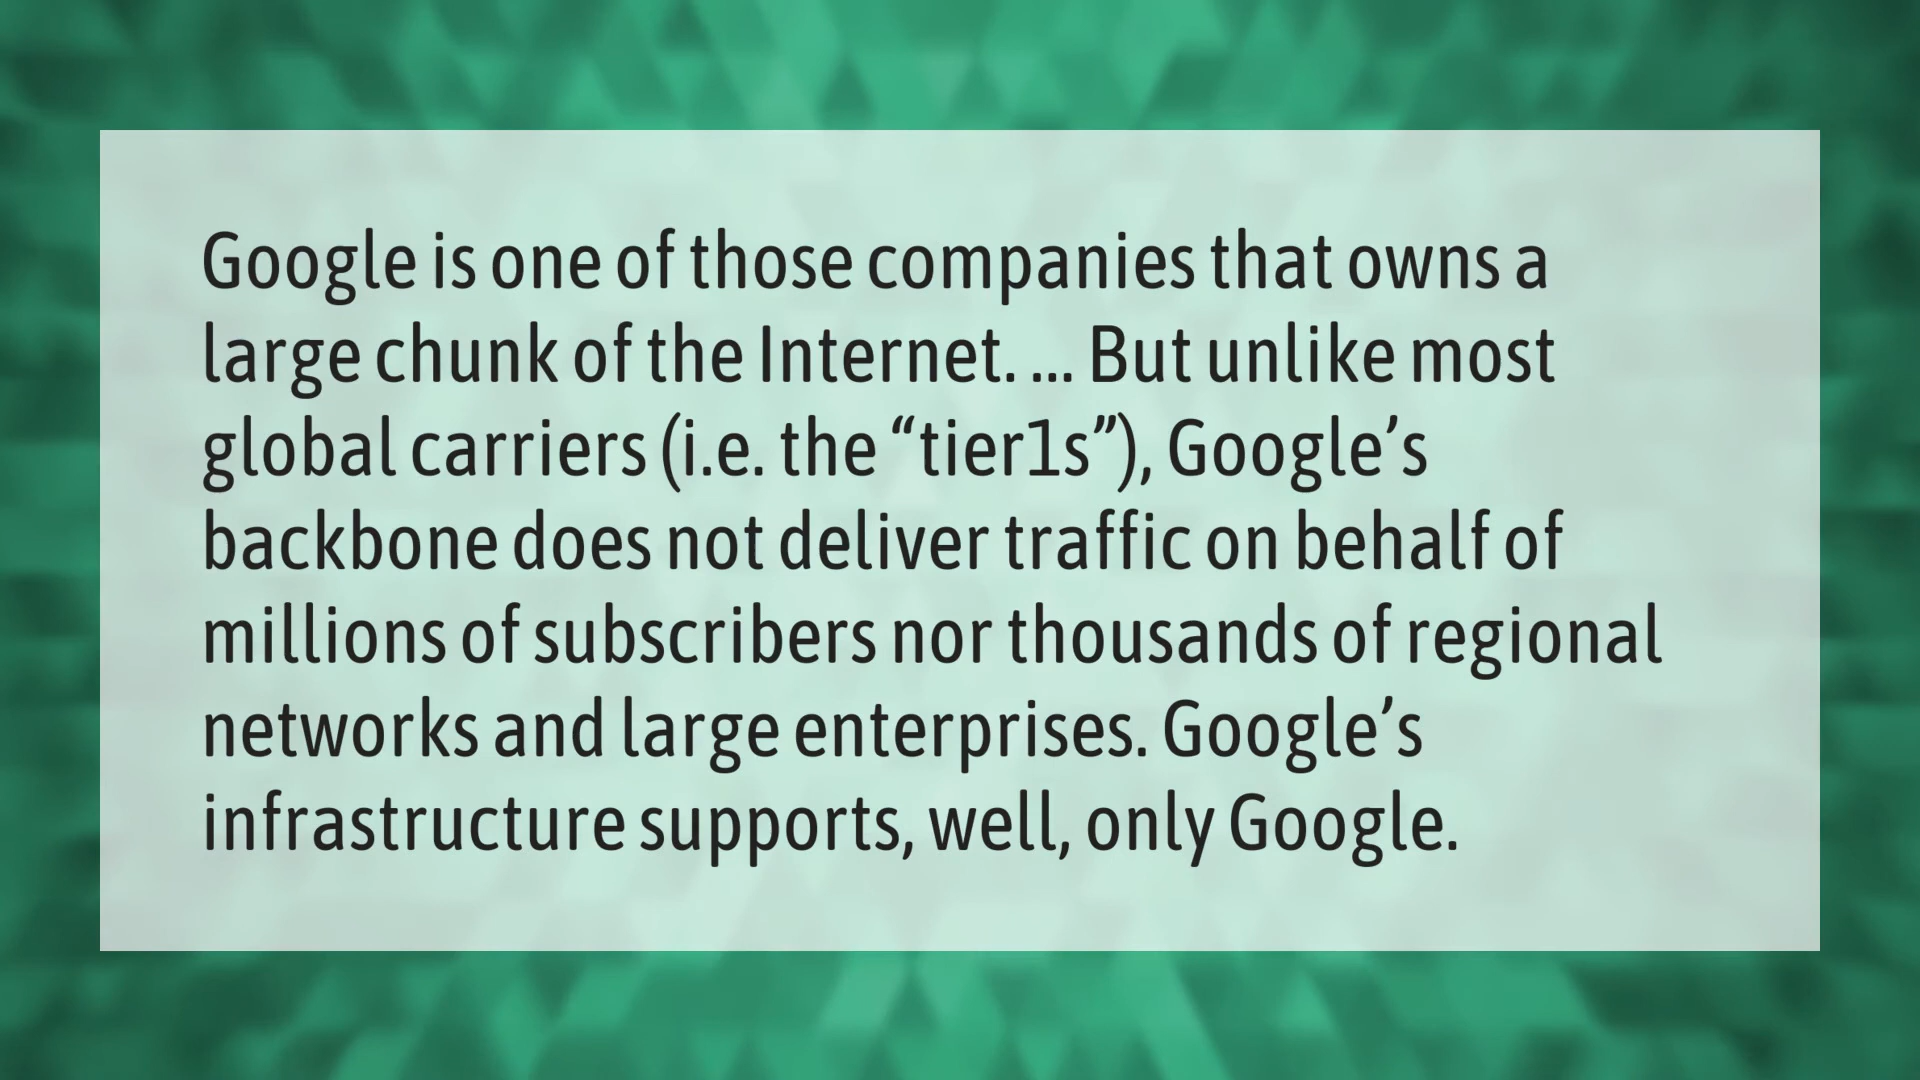 Google is one of those companies that owns a
large chunk of the Internet. ... But unlike most
global carriers (i.e. the “tier1s”), Google’s
backbone does not deliver traffic on behalf of
millions of subscribers nor thousands of regional
networks and large enterprises. Google’s
infrastructure supports, well, only Google.